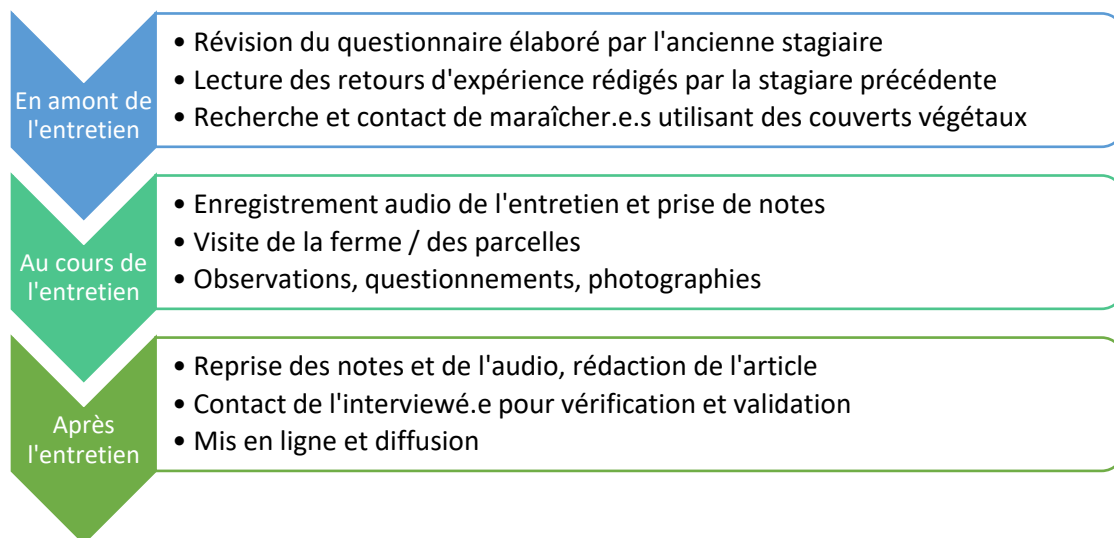 En amont de
l'entretien
• Révision du questionnaire élaboré par l'ancienne stagiaire
• Lecture des retours d'expérience rédigés par la stagiare précédente
• Recherche et contact de maraîcher.e.s utilisant des couverts végétaux
Au cours de
l'entretien
• Enregistrement audio de l'entretien et prise de notes
• Visite de la ferme / des parcelles
• Observations, questionnements, photographies
Après
l'entretien
• Reprise des notes et de l'audio, rédaction de l'article
• Contact de l'interviewé.e pour vérification et validation
• Mis en ligne et diffusion